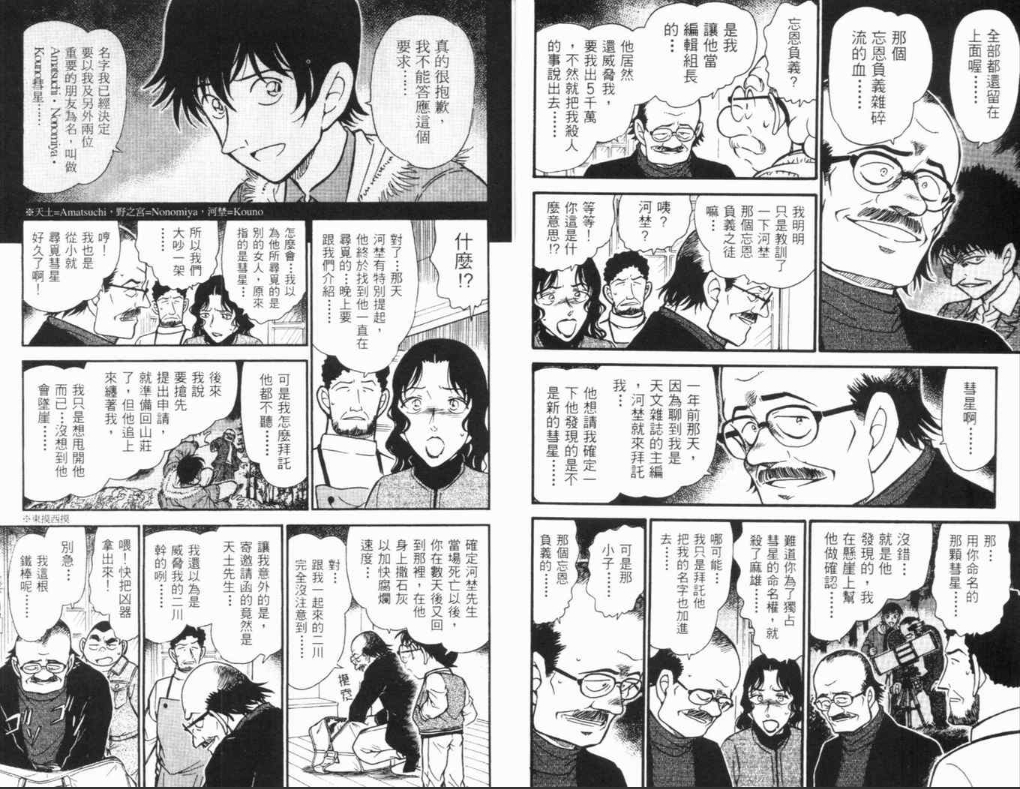 全部都還留在
上面喔……
那個
忘恩負義雜碎
流的血…
是我
讓他當
編輯組長
的…
忘恩負義？
他居然
還威脅我，
要我出5千萬
，不然就把我殺人
的事說出去…
我明明
只是教訓了
一下河埜
那個忘恩
負義之徒
嘛…
咦？
河埜？
等等！
你這是什
麼意思!?
彗星啊……
一年前那天，
因為聊到我是
天文雜誌的主編
，河埜就來拜託
我…
他想請我確定一
下他發現的是不
是新的彗星…
那…
用你命名的
那顆彗星…
沒錯…
就是他
發現的，我
在懸崖上幫
他做確認…
難道你為了獨占
彗星的命名權，就
殺了麻雄…
哪可能…
我只是拜託他
把我的名字也加進
去…
可是那
小子…
那個忘恩
負義的…
真的很抱歉，
我不能答應這個
要求……
名字我已經決定
要以我及另外兩位
重要的朋友為名，叫做
Amatsuchi・Nonomiya・
Kouno彗星……
※天土=Amatsuchi，野之宮=Nonomiya，河埜=Kouno
什麼!?
對了…那天
河埜有特別提起，
他終於找到他一直在
尋覓的…晚上要
跟我們介紹……
怎麼會…我以
為他所尋覓的是
別的女人，原來
指的是彗星…
所以我們
大吵一架
……
哼！
我也是
從小就
尋覓彗星
好久了啊！
可是我怎麼拜託
他都不聽……
後來
我說
要搶先
提出申請，
就準備回山莊
了，但他追上
來纏著我，
我只是想甩開他
而已…沒想到他
會墜崖……
※東摸西摸
確定河埜先生
當場死亡以後，
你在數天後又回
到那裡，在他
身上撒石灰
以加快腐爛
速度…
對…
跟我一起來的二川
完全沒注意到……
讓我意外的是，
寄邀請函的竟然是
天土先生…
我還以為是
威脅我的二川
幹的咧…
喂！快把凶器
拿出來！
別急…
我這根
鐵棒呢…